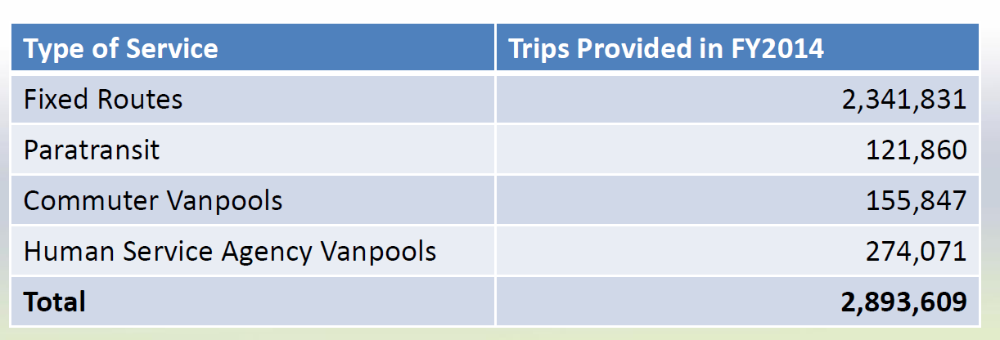 Type of Service Trips Provided in FY2014
Fixed Routes 2,341,831
Paratransit 121,860
Commuter Vanpools 155,847
Human Service Agency Vanpools 274,071
Total 2,893,609